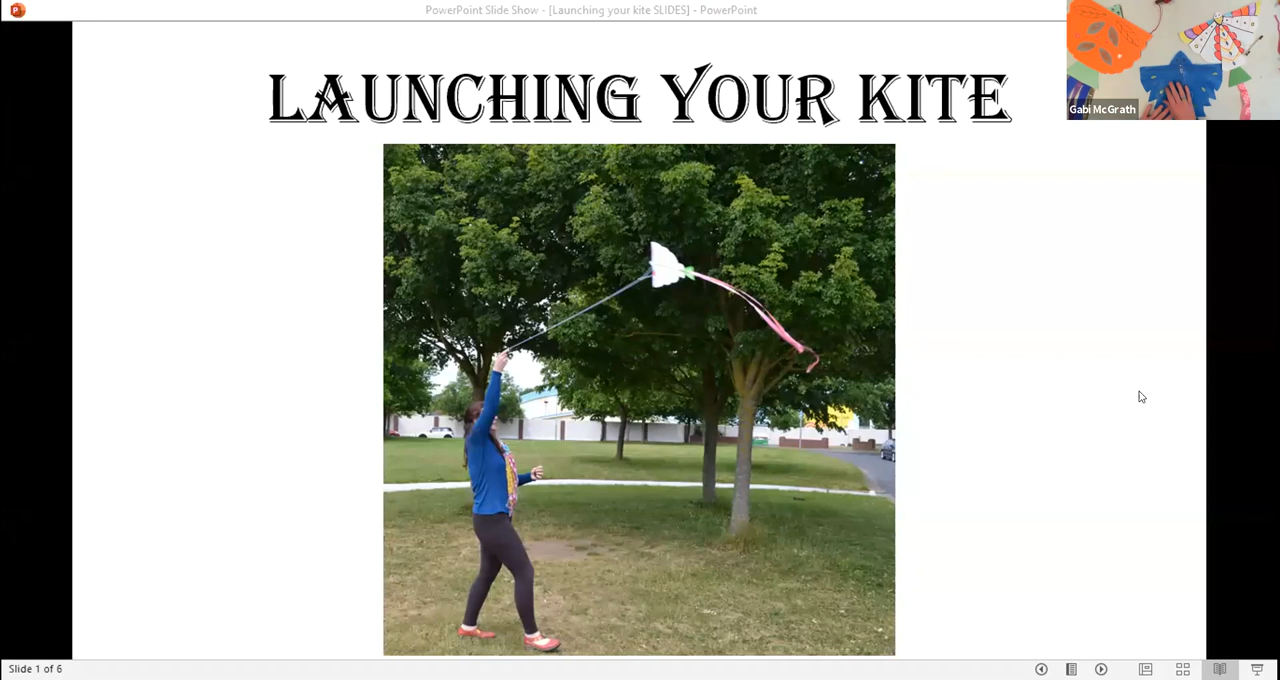 PowerPoint Slide Show - [Launching your kite SLIDES] - PowerPoint
Gabi McGrath
LAUNCHING YOUR KITE
Slide 1 of 6